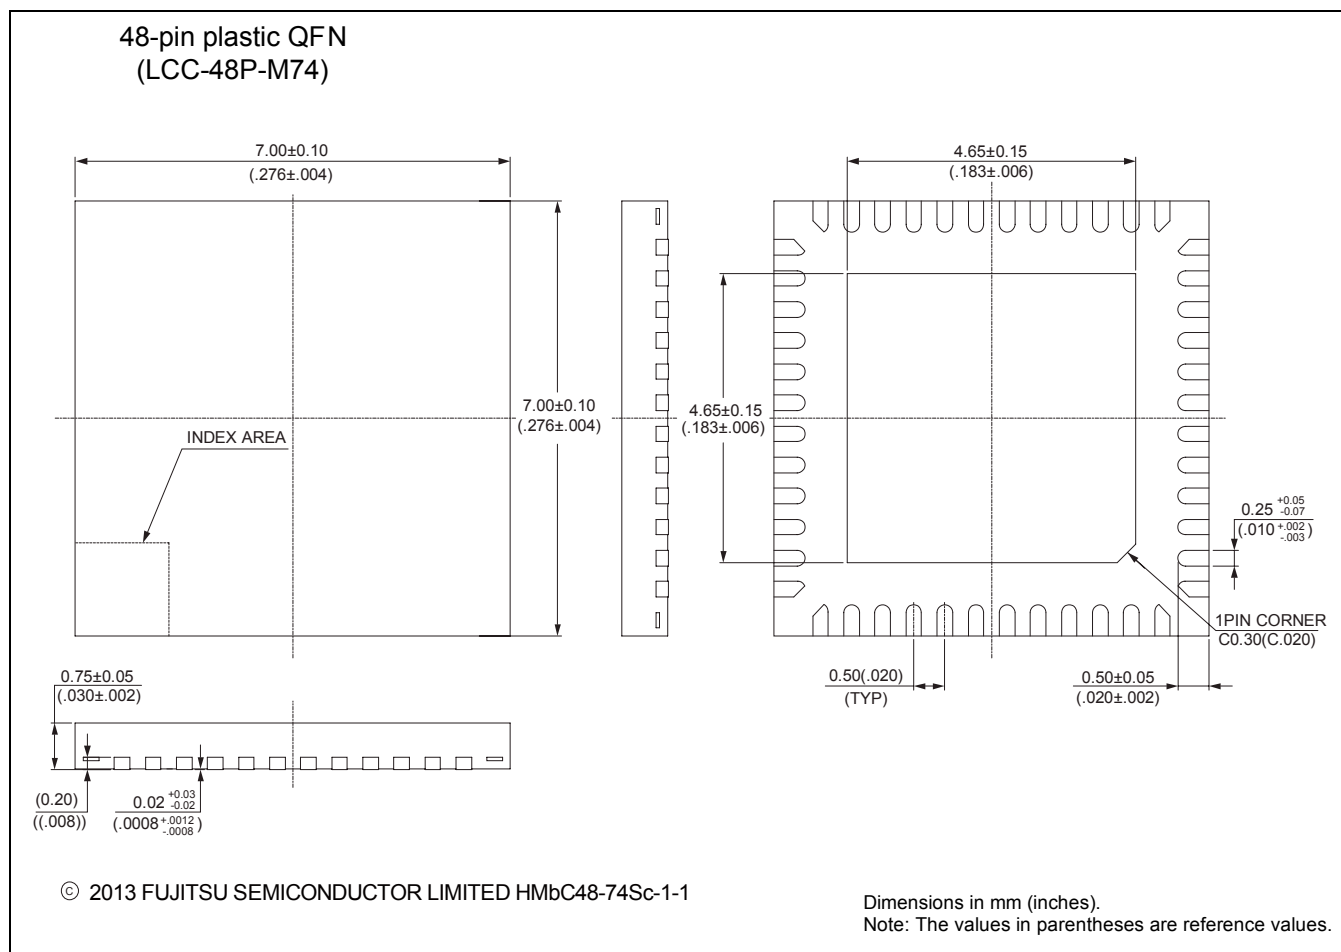 48-pin plastic QFN
(LCC-48P-M74)
7.00±0.10
(.276±.004)
4.65±0.15
(.183±.006)
7.00±0.10
(.276±.004)
4.65±0.15
(.183±.006)
INDEX AREA
0.25 +0.05 -0.07
(.010 +.002 -.003)
1PIN CORNER
C0.30(C.020)
0.75±0.05
(.030±.002)
0.50(.020)
(TYP)
0.50±0.05
(.020±.002)
(0.20)
((.008))
0.02 +0.03 -0.02
(.0008 +.0012 -.0008)
© 2013 FUJITSU SEMICONDUCTOR LIMITED HMbC48-74Sc-1-1
Dimensions in mm (inches).
Note: The values in parentheses are reference values.